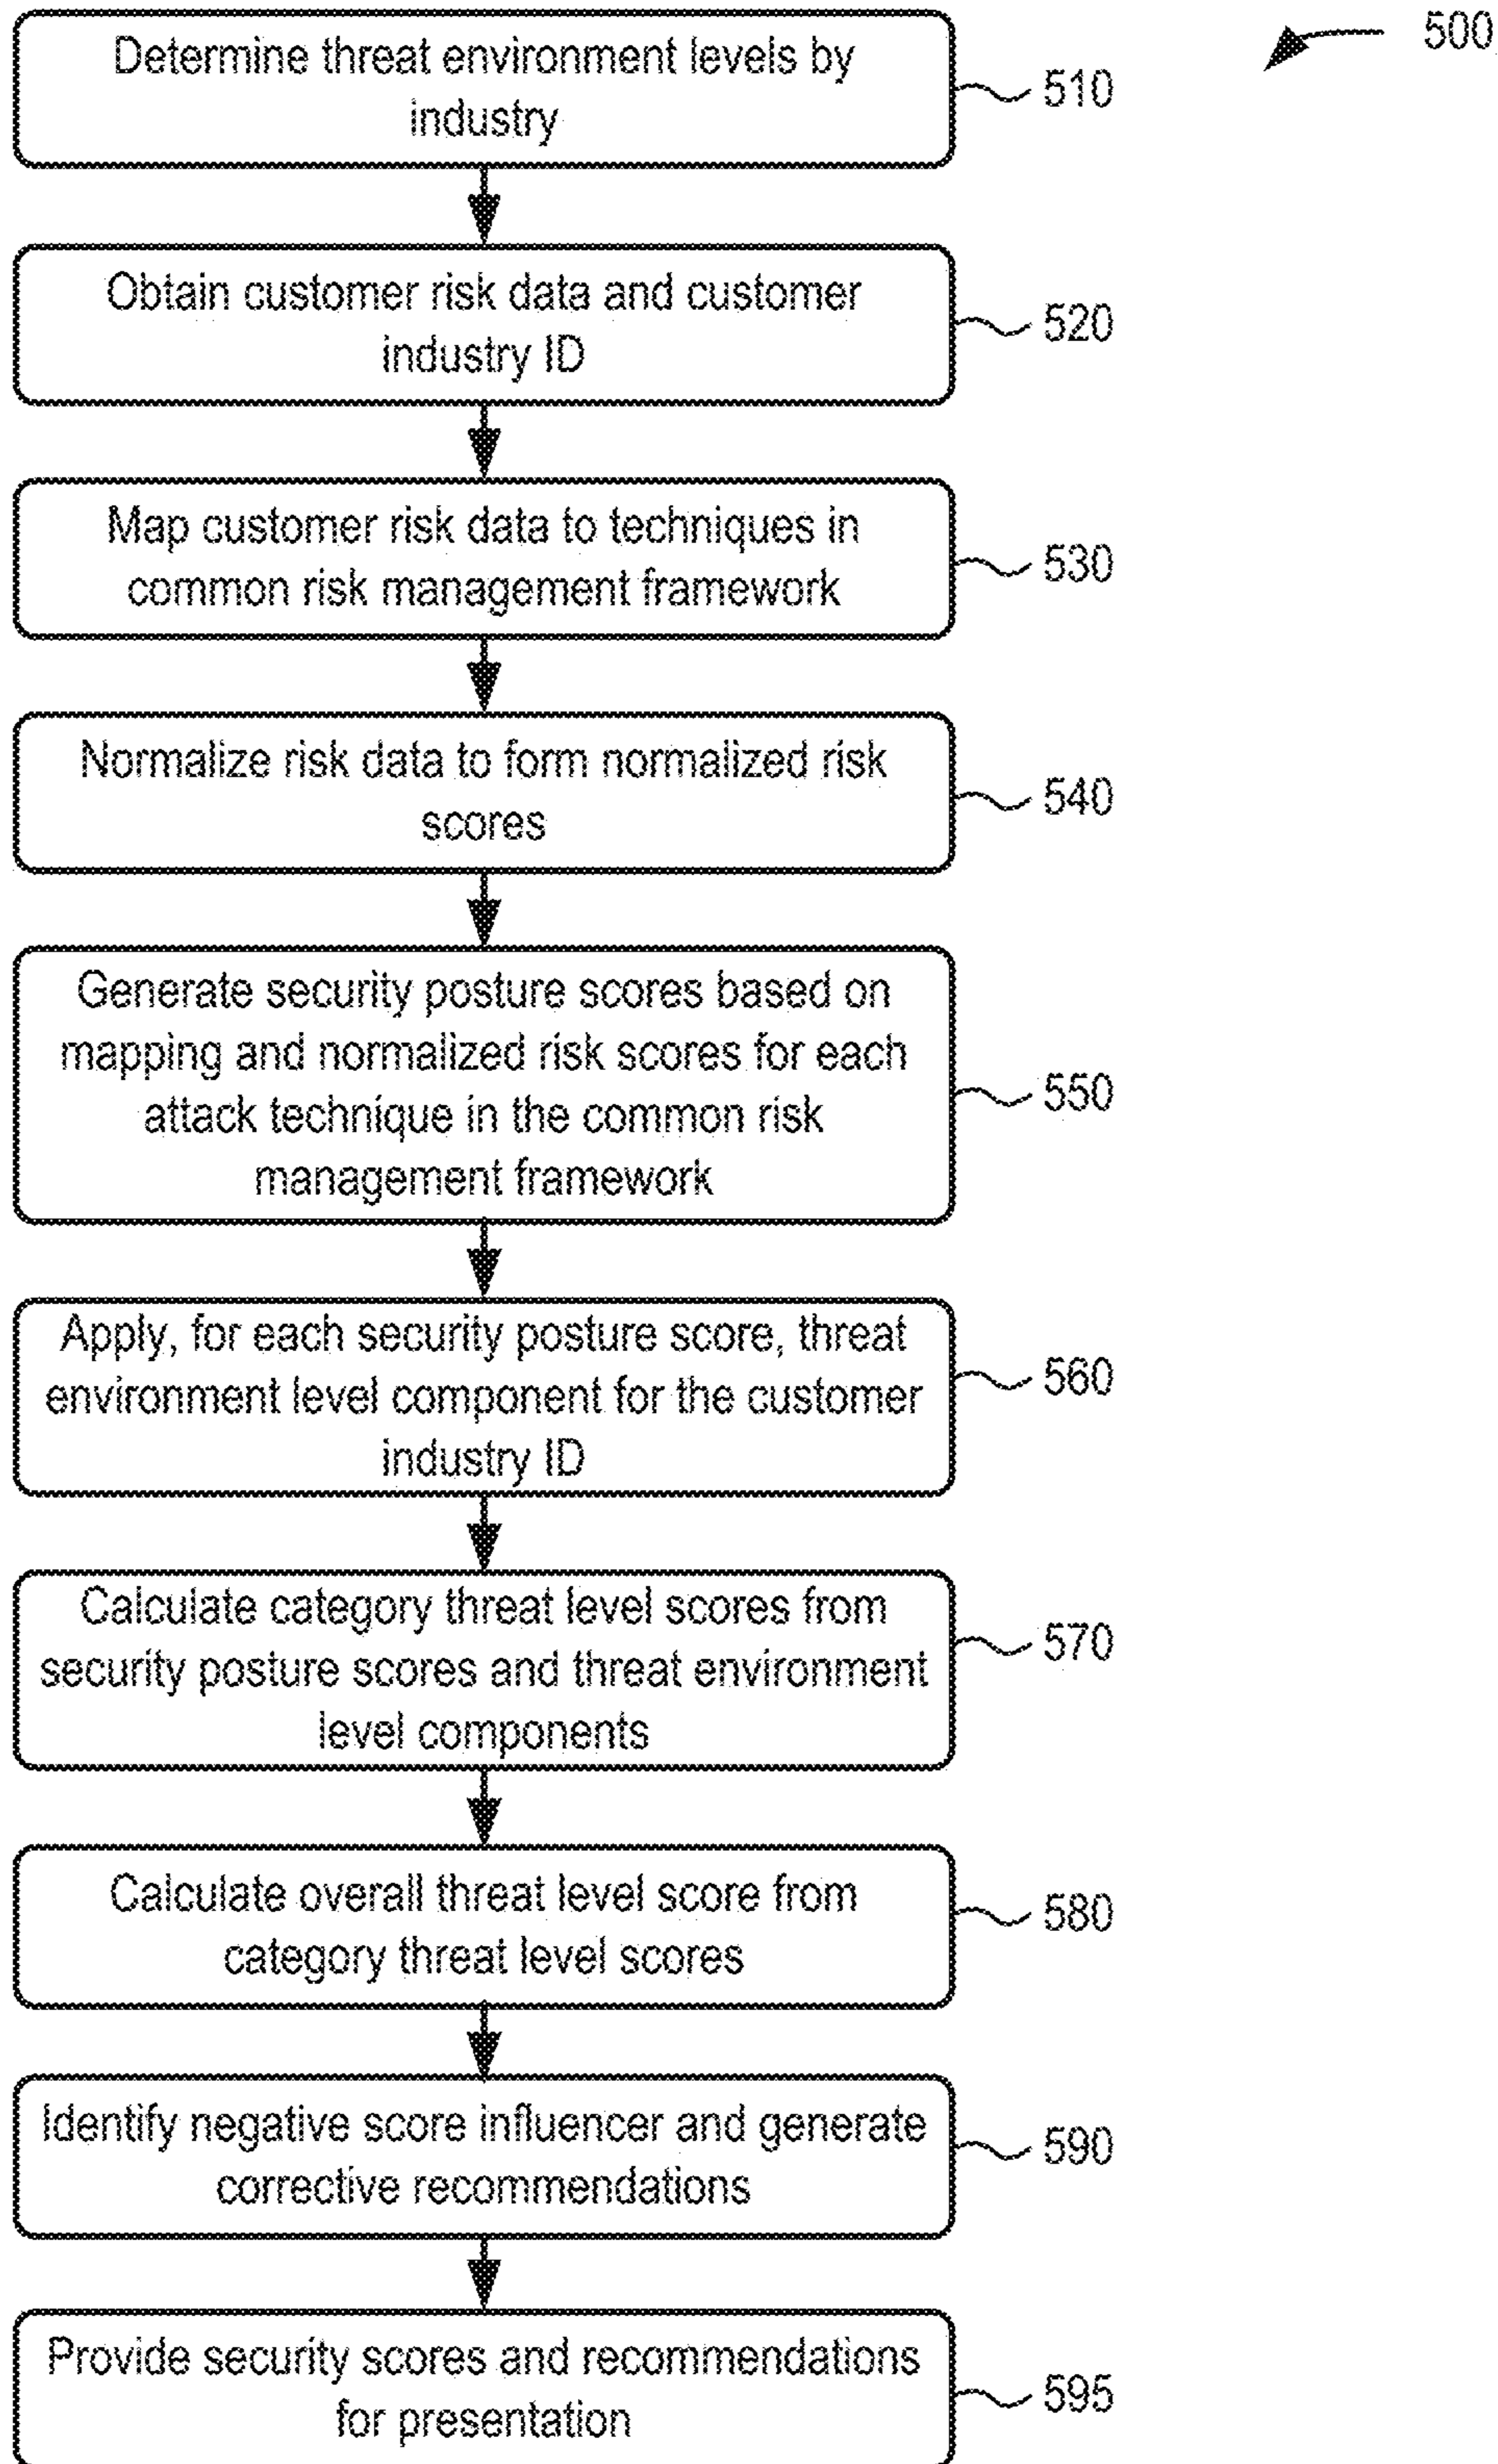 500
Determine threat environment levels by
industry
510
Obtain customer risk data and customer
industry ID
520
Map customer risk data to techniques in
common risk management framework
530
Normalize risk data to form normalized risk
scores
540
Generate security posture scores based on
mapping and normalized risk scores for each
attack technique in the common risk
management framework
550
Apply, for each security posture score, threat
environment level component for the customer
industry ID
560
Calculate category threat level scores from
security posture scores and threat environment
level components
570
Calculate overall threat level score from
category threat level scores
580
Identify negative score influencer and generate
corrective recommendations
590
Provide security scores and recommendations
for presentation
595